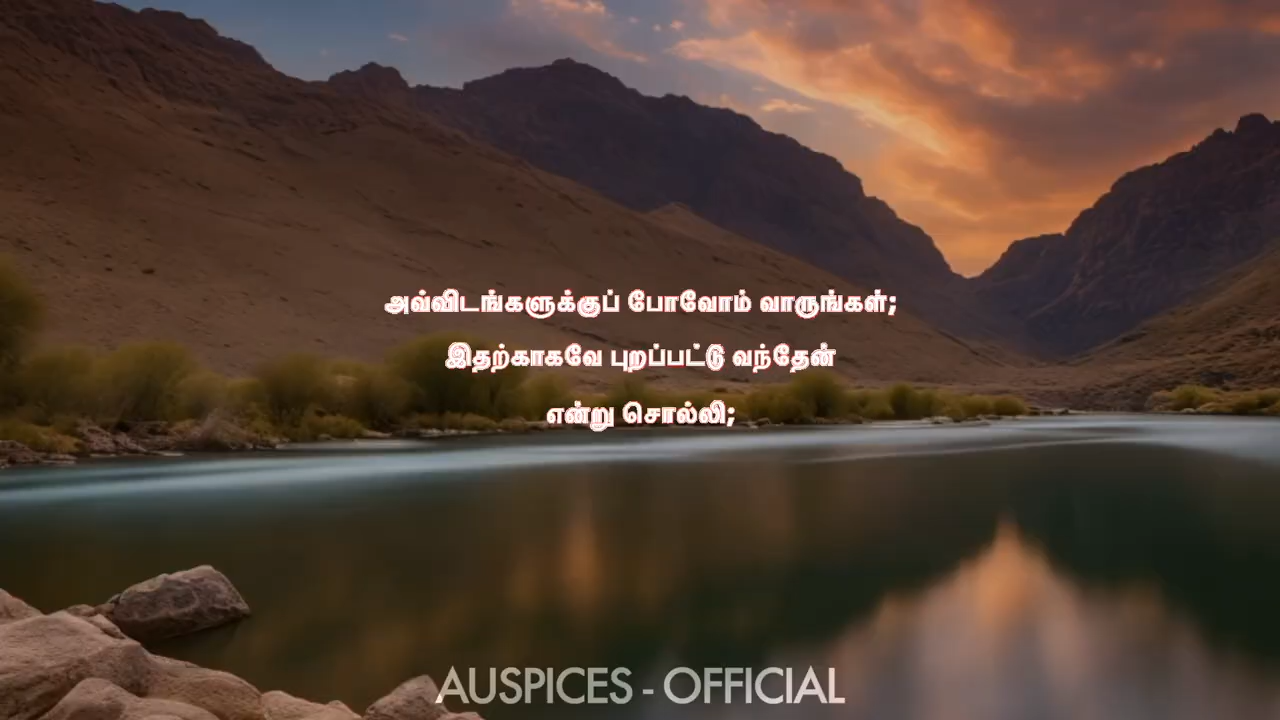 அவ்விடங்களுக்குப் போவோம் வாருங்கள்;
இதற்காகவே புறப்பட்டு வந்தேன்
என்று சொல்லி;
AUSPICES - OFFICIAL